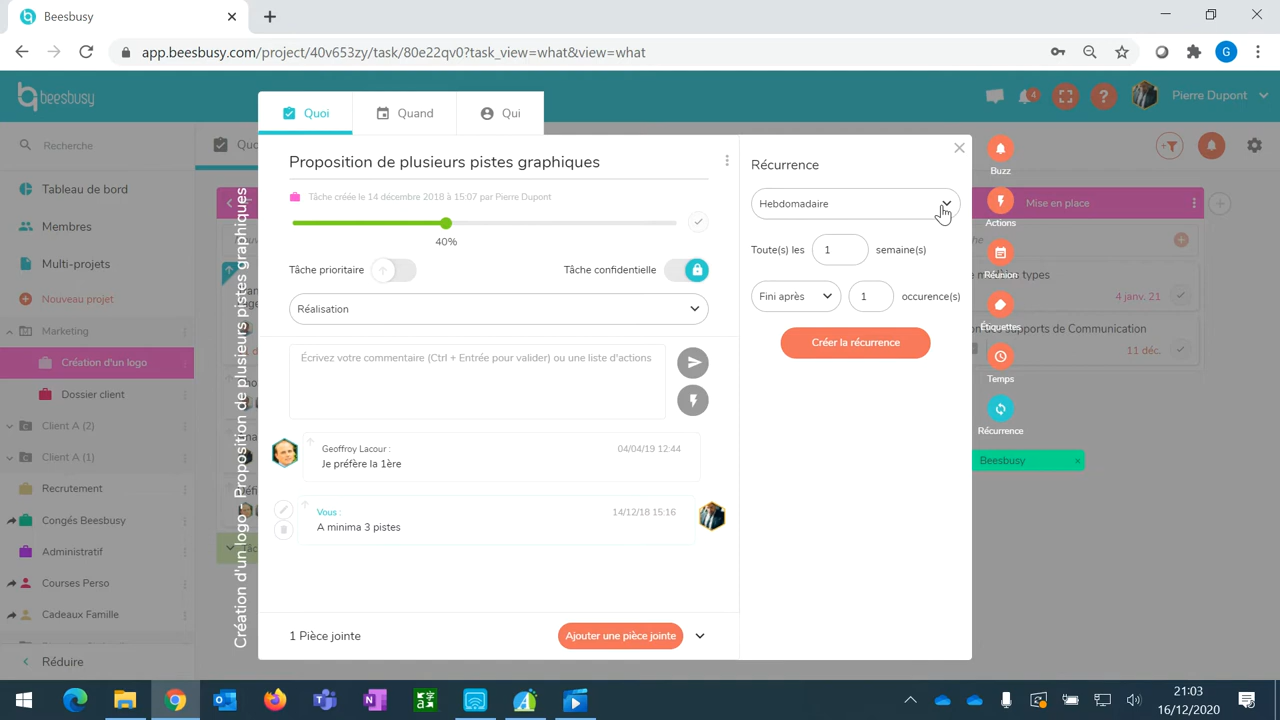 Beesbusy
app.beesbusy.com/project/40v653zy/task/80e22qv0?task_view=what&view=what
G
beesbusy
4
Pierre Dupont
Recherche
Tableau de bord
Membres
Multi-projets
Nouveau projet
Marketing
Création d'un logo
Dossier client
Client A (2)
Client A (1)
Recrutement
Congés Beesbusy
Administratif
Courses Perso
Cadeaux Famille
Réduire
Création d'un logo - Proposition de plusieurs pistes graphiques
Quoi
Quand
Qui
Proposition de plusieurs pistes graphiques
Tâche créée le 14 décembre 2018 à 15:07 par Pierre Dupont
40%
Tâche prioritaire
Tâche confidentielle
Réalisation
Écrivez votre commentaire (Ctrl + Entrée pour valider) ou une liste d'actions
Geoffroy Lacour :
04/04/19 12:44
Je préfère la 1ère
Vous :
14/12/18 15:16
A minima 3 pistes
1 Pièce jointe
Ajouter une pièce jointe
Récurrence
Hebdomadaire
Toute(s) les
1
semaine(s)
Fini après
1
occurence(s)
Créer la récurrence
Buzz
Actions
Réunion
Étiquettes
Temps
Récurrence
Beesbusy
Mise en place
types
4 janv. 21
pports de Communication
11 déc.
21:03
16/12/2020